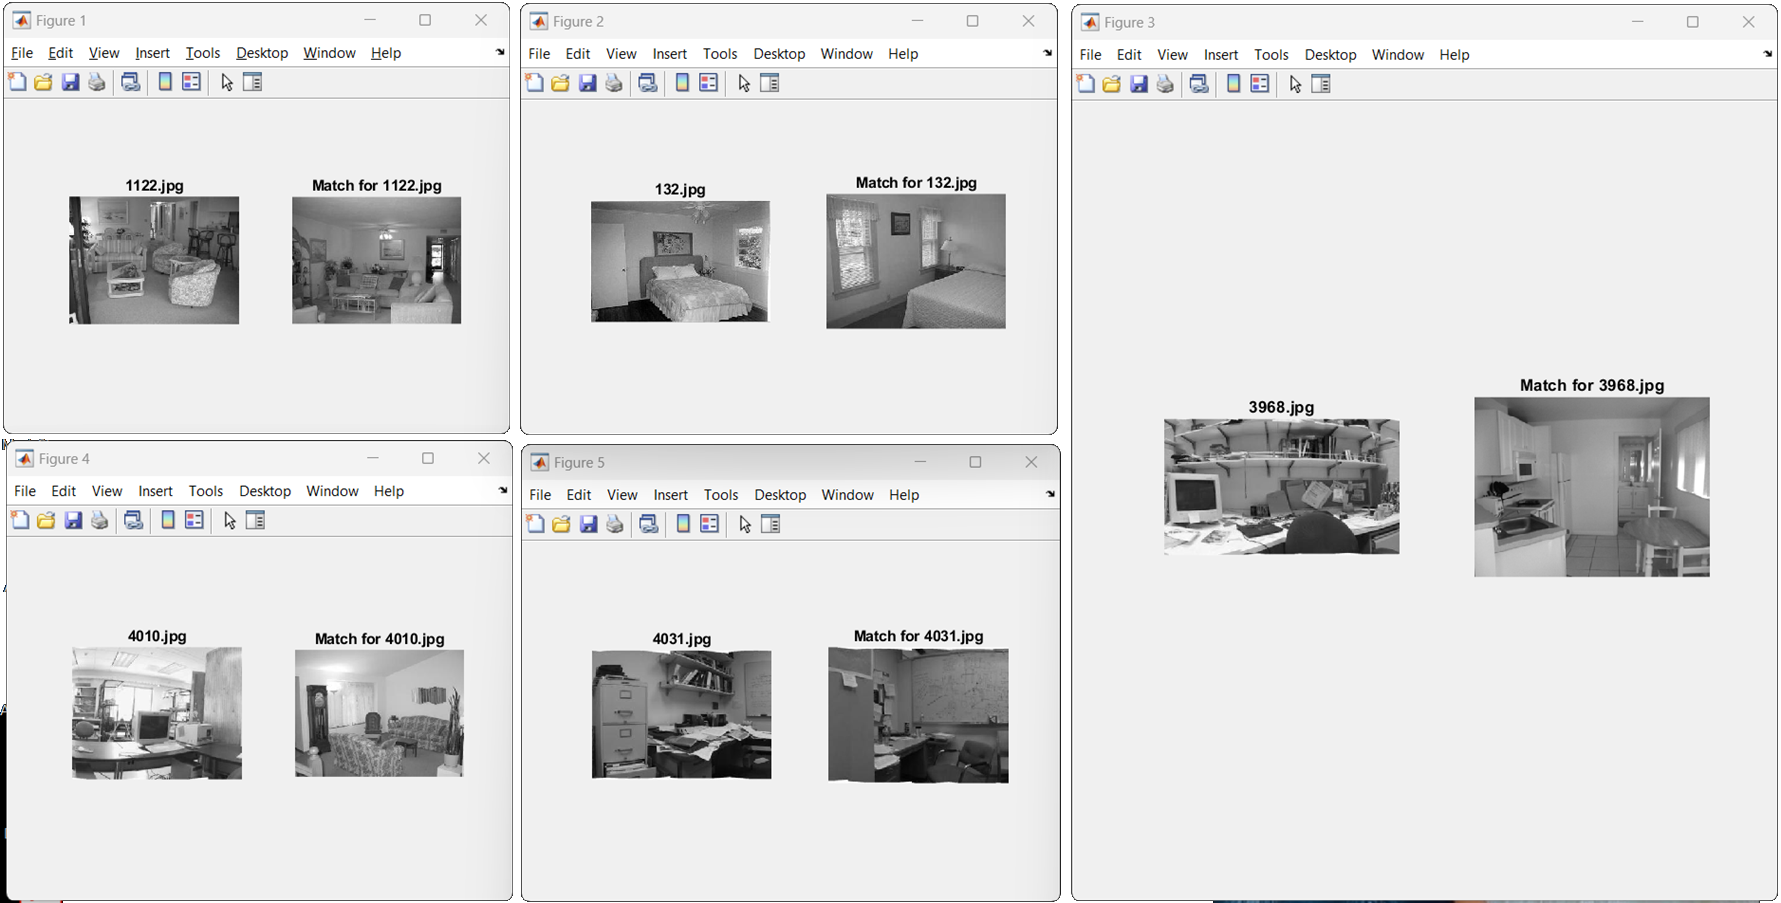 Figure 1
File Edit View Insert Tools Desktop Window Help
1122.jpg
Match for 1122.jpg
Figure 2
File Edit View Insert Tools Desktop Window Help
132.jpg
Match for 132.jpg
Figure 3
File Edit View Insert Tools Desktop Window Help
3968.jpg
Match for 3968.jpg
Figure 4
File Edit View Insert Tools Desktop Window Help
4010.jpg
Match for 4010.jpg
Figure 5
File Edit View Insert Tools Desktop Window Help
4031.jpg
Match for 4031.jpg